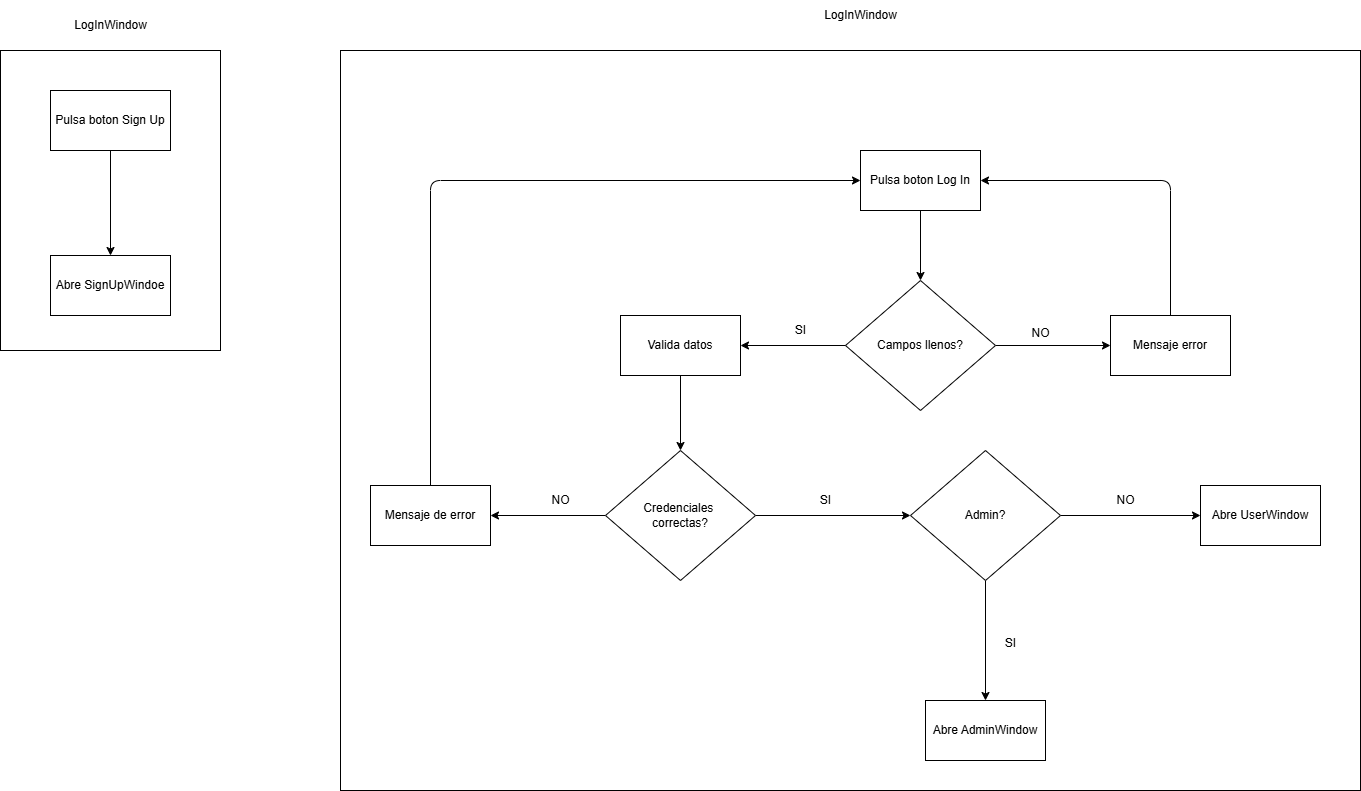 LogInWindow
Pulsa boton Sign Up
Abre SignUpWindoe
LogInWindow
Pulsa boton Log In
Campos llenos?
SI
NO
Valida datos
Mensaje error
Credenciales
correctas?
NO
SI
Mensaje de error
Admin?
NO
Abre UserWindow
SI
Abre AdminWindow